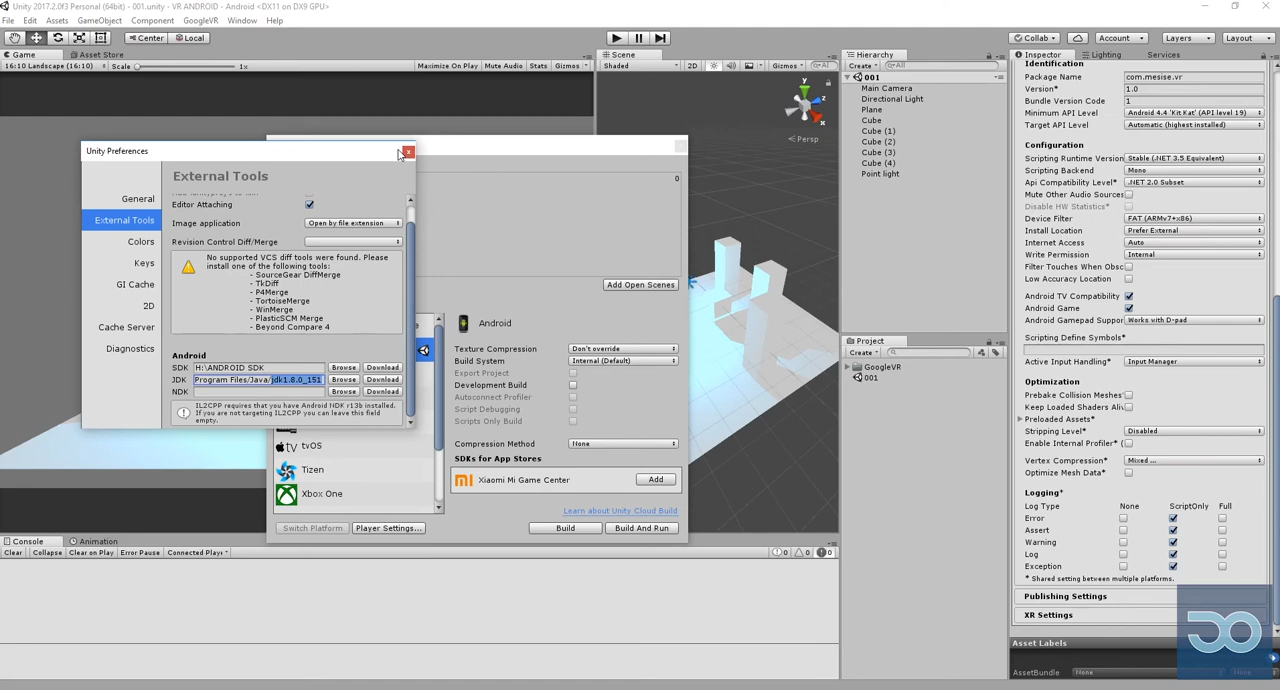 Unity 2017.2.0f3 Personal (64bit) - 001.unity - VR ANDROID - Android <DX11 on DX9 GPU>
File Edit Assets GameObject Component GoogleVR Window Help
Center Local Collab Account Layers Layout
Game Asset Store
16:10 Landscape (16:10) Scale 1x Maximize On Play Mute Audio Stats Gizmos
Scene
Shaded 2D Gizmos
y
z
x
Persp
Hierarchy
Create All
001
Main Camera
Directional Light
Plane
Cube
Cube (1)
Cube (2)
Cube (3)
Cube (4)
Point light
Project
Create
GoogleVR
001
Unity Preferences
General
External Tools
Colors
Keys
GI Cache
2D
Cache Server
Diagnostics
External Tools
Editor Attaching
Image application Open by file extension
Revision Control Diff/Merge
No supported VCS diff tools were found. Please
install one of the following tools:
- SourceGear DiffMerge
- TkDiff
- P4Merge
- TortoiseMerge
- WinMerge
- PlasticSCM Merge
- Beyond Compare 4
Android
SDK H:\ANDROID SDK Browse Download
JDK Program Files/Java/jdk1.8.0_151 Browse Download
NDK Browse Download
IL2CPP requires that you have Android NDK r13b installed.
If you are not targeting IL2CPP you can leave this field
empty.
0
Add Open Scenes
tvOS
Tizen
Xbox One
Switch Platform Player Settings...
Android
Texture Compression Don't override
Build System Internal (Default)
Export Project
Development Build
Autoconnect Profiler
Script Debugging
Scripts Only Build
Compression Method None
SDKs for App Stores
Xiaomi Mi Game Center Add
Learn about Unity Cloud Build
Build Build And Run
Console Animation
Clear Collapse Clear on Play Error Pause Connected Playe 0 0 0
Inspector Lighting Services
Identification
Package Name com.mesise.vr
Version* 1.0
Bundle Version Code 1
Minimum API Level Android 4.4 'Kit Kat' (API level 19)
Target API Level Automatic (highest installed)
Configuration
Scripting Runtime Version Stable (.NET 3.5 Equivalent)
Scripting Backend Mono
Api Compatibility Level* .NET 2.0 Subset
Mute Other Audio Sources
Disable HW Statistics*
Device Filter FAT (ARMv7+x86)
Install Location Prefer External
Internet Access Auto
Write Permission Internal
Filter Touches When Obsc
Low Accuracy Location
Android TV Compatibility
Android Game
Android Gamepad Suppor Works with D-pad
Scripting Define Symbols*
Active Input Handling* Input Manager
Optimization
Prebake Collision Meshes
Keep Loaded Shaders Aliv
Preloaded Assets*
Stripping Level* Disabled
Enable Internal Profiler*
Vertex Compression* Mixed ...
Optimize Mesh Data*
Logging*
Log Type None ScriptOnly Full
Error
Assert
Warning
Log
Exception
* Shared setting between multiple platforms.
Publishing Settings
XR Settings
Asset Labels
AssetBundle None None